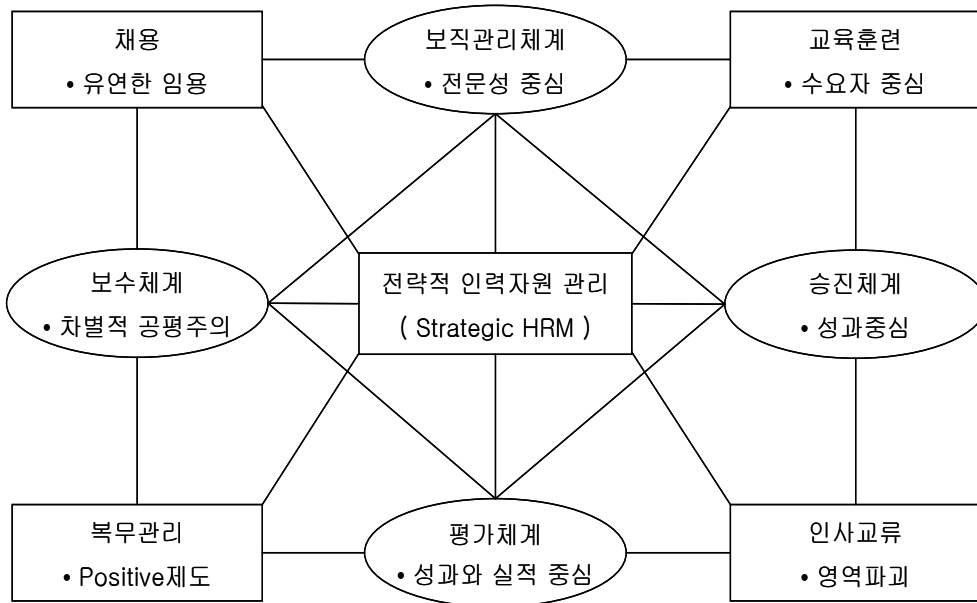 채용
• 유연한 임용
보직관리체계
• 전문성 중심
교육훈련
• 수요자 중심
보수체계
• 차별적 공평주의
전략적 인력자원 관리
( Strategic HRM )
승진체계
• 성과중심
복무관리
• Positive제도
평가체계
• 성과와 실적 중심
인사교류
• 영역파괴